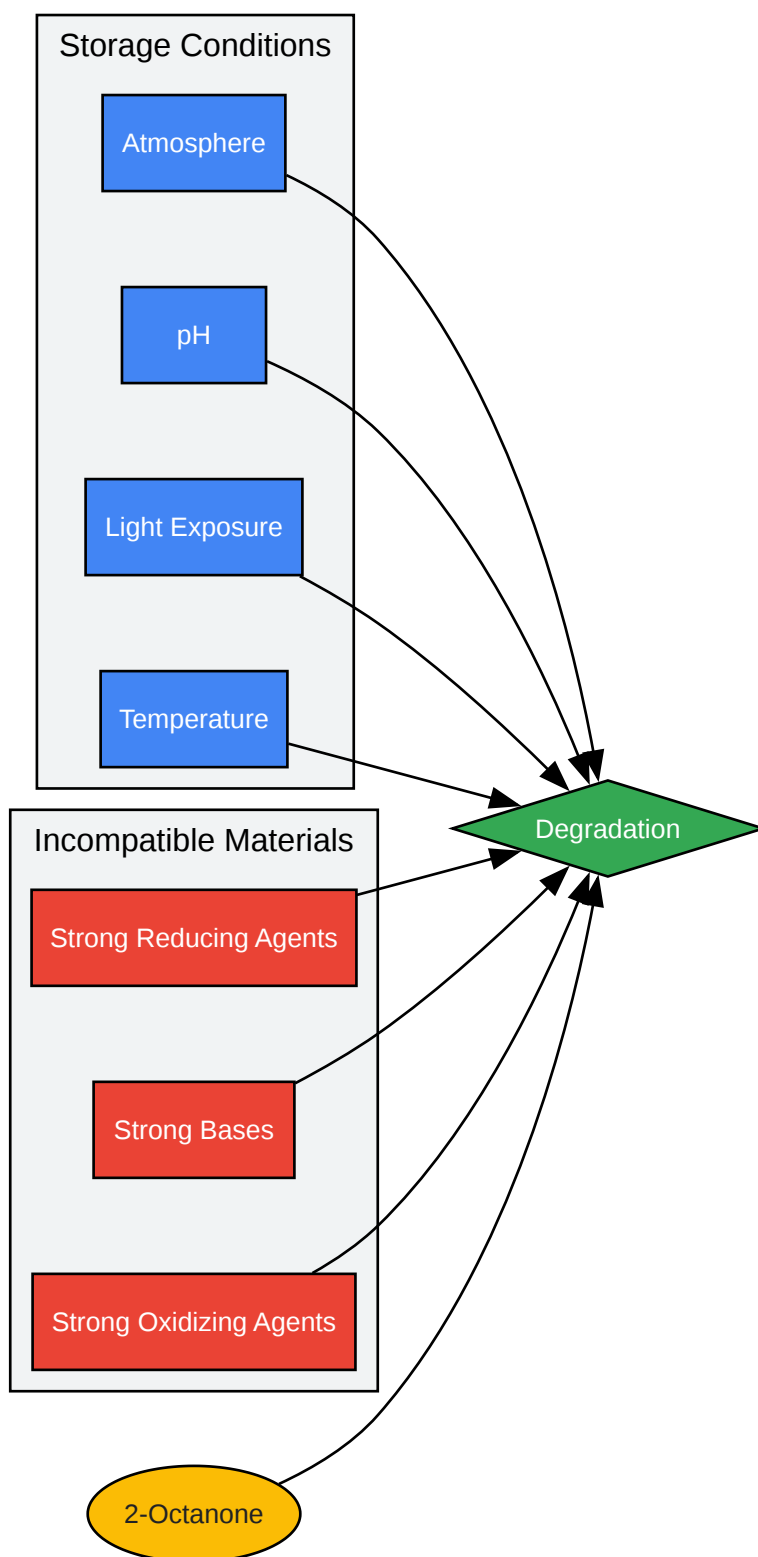 Storage Conditions
Atmosphere
pH
Light Exposure
Temperature
Degradation
Incompatible Materials
Strong Reducing Agents
Strong Bases
Strong Oxidizing Agents
2-Octanone